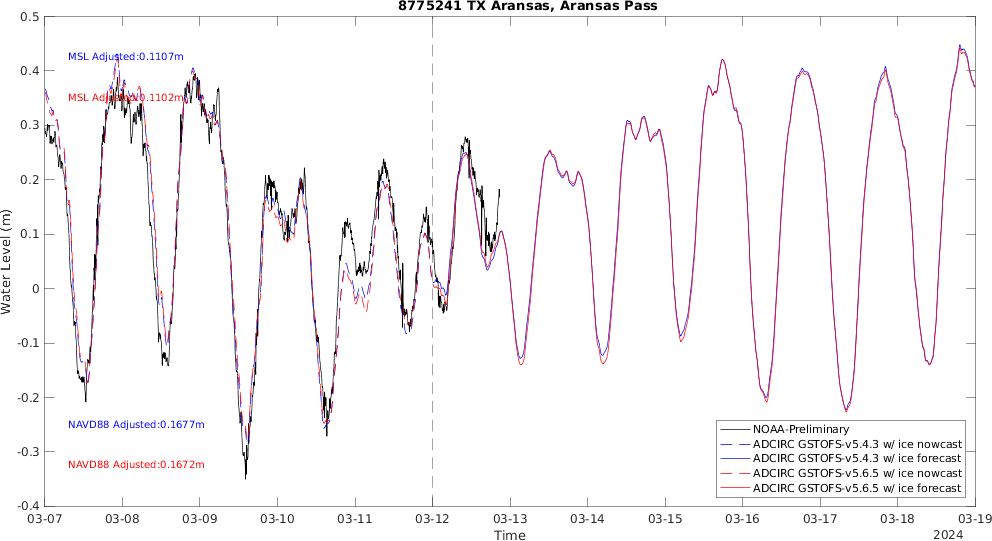 8775241 TX Aransas, Aransas Pass
0.5
0.4
0.3
0.2
0.1
0
-0.1
-0.2
-0.3
-0.4
Water Level (m)
MSL Adjusted:0.1107m
MSL Adjusted:0.1102m
NAVD88 Adjusted:0.1677m
NAVD88 Adjusted:0.1672m
NOAA-Preliminary
ADCIRC GSTOFS-v5.4.3 w/ ice nowcast
ADCIRC GSTOFS-v5.4.3 w/ ice forecast
ADCIRC GSTOFS-v5.6.5 w/ ice nowcast
ADCIRC GSTOFS-v5.6.5 w/ ice forecast
03-07 03-08 03-09 03-10 03-11 03-12 03-13 03-14 03-15 03-16 03-17 03-18 03-19
Time
2024